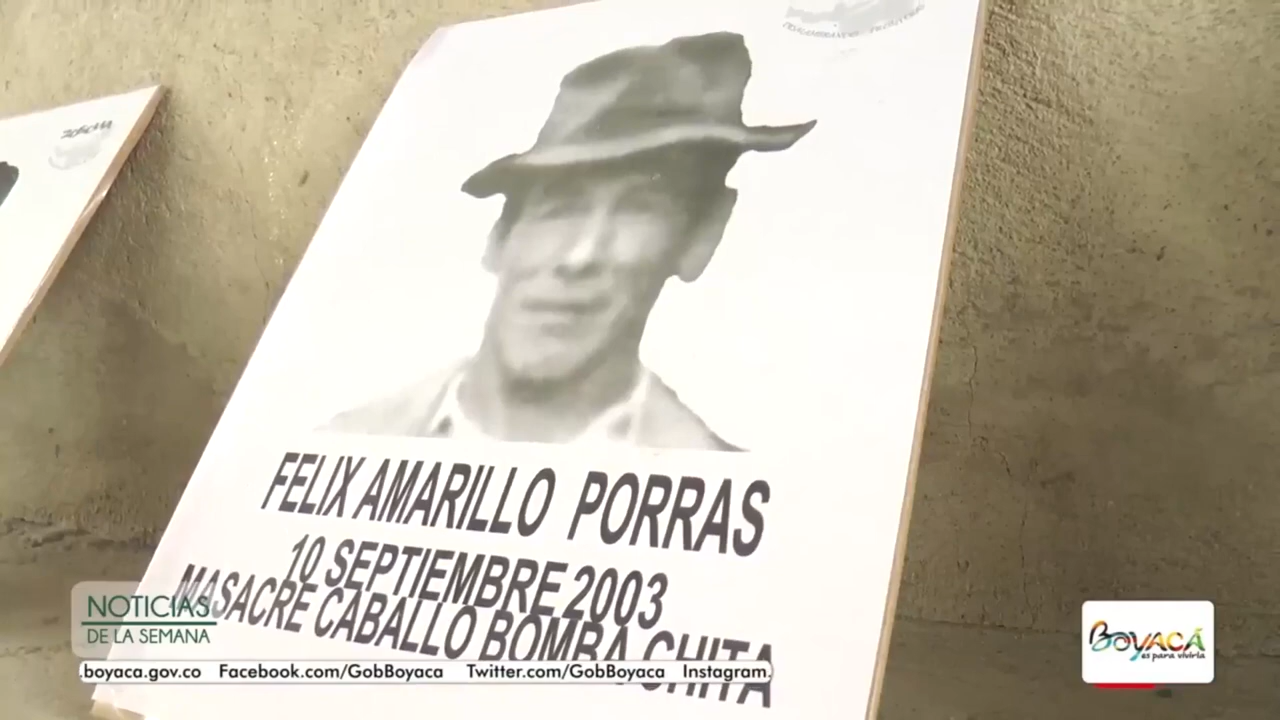 FELIX AMARILLO PORRAS
10 SEPTIEMBRE 2003
MASACRE CABALLO BOMBA CHITA
CHITA
NOTICIAS
DE LA SEMANA
.boyaca.gov.co Facebook.com/GobBoyaca Twitter.com/GobBoyaca Instagram.
BoyACÁ
es para vivirla